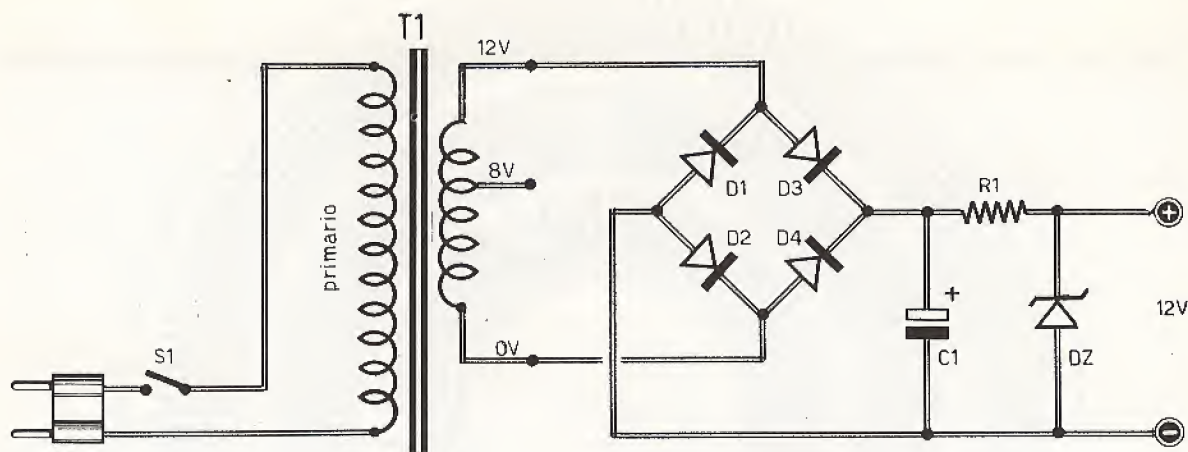 T1
12V
8V
0V
primario
S1
D1
D3
D2
D4
R1
+
C1
DZ
+
12V
-